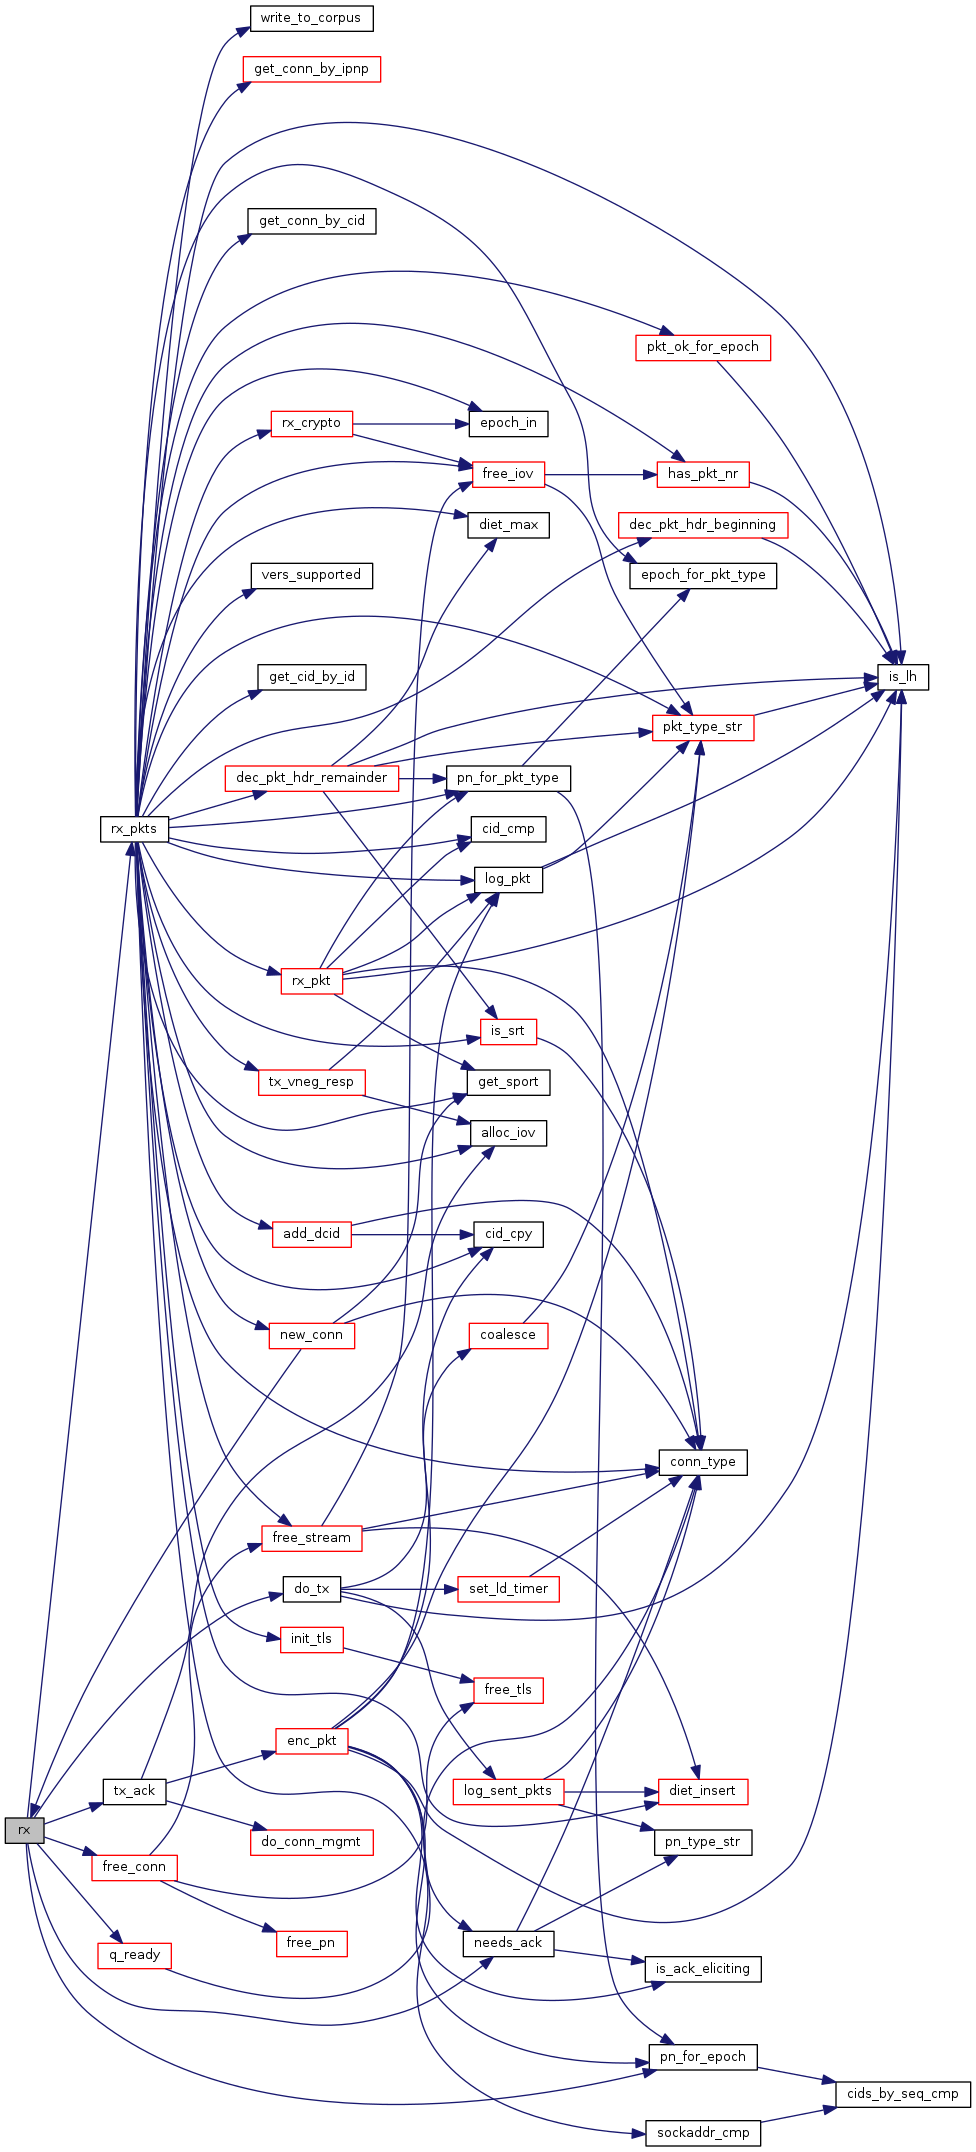 write_to_corpus
get_conn_by_ipnp
get_conn_by_cid
pkt_ok_for_epoch
rx_crypto
epoch_in
free_iov
has_pkt_nr
diet_max
dec_pkt_hdr_beginning
vers_supported
epoch_for_pkt_type
get_cid_by_id
is_lh
pkt_type_str
dec_pkt_hdr_remainder
pn_for_pkt_type
rx_pkts
cid_cmp
log_pkt
rx_pkt
is_srt
tx_vneg_resp
get_sport
alloc_iov
add_dcid
cid_cpy
new_conn
coalesce
conn_type
free_stream
do_tx
set_ld_timer
init_tls
free_tls
enc_pkt
tx_ack
log_sent_pkts
diet_insert
rx
do_conn_mgmt
pn_type_str
free_conn
free_pn
needs_ack
q_ready
is_ack_eliciting
pn_for_epoch
cids_by_seq_cmp
sockaddr_cmp